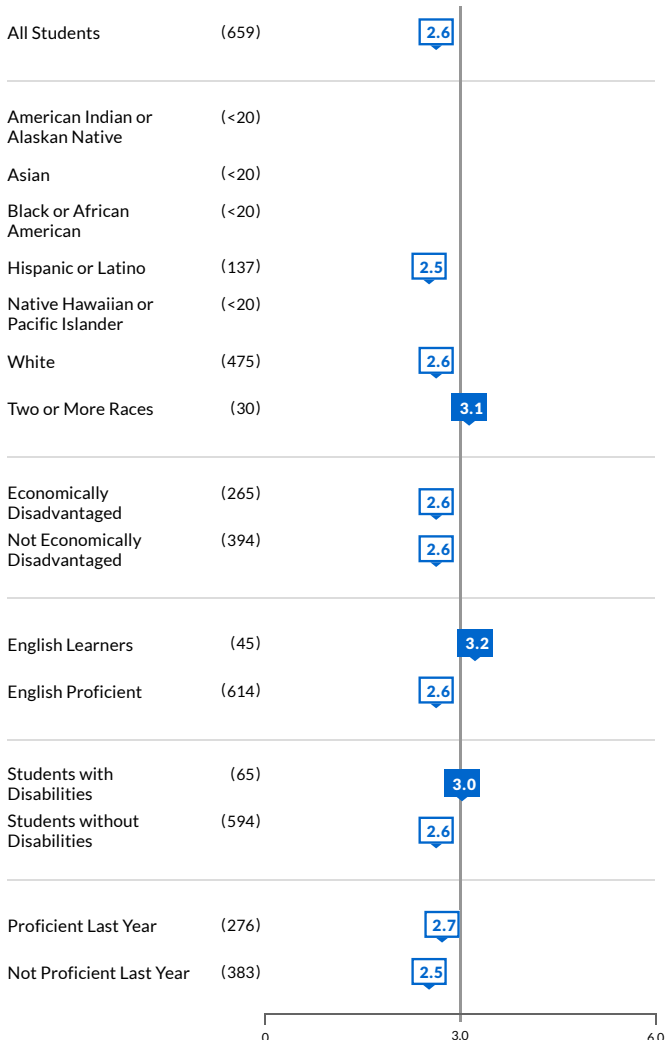 All Students (659) 2.6
American Indian or (<20)
Alaskan Native
Asian (<20)
Black or African (<20)
American
Hispanic or Latino (137) 2.5
Native Hawaiian or (<20)
Pacific Islander
White (475) 2.6
Two or More Races (30) 3.1
Economically (265) 2.6
Disadvantaged
Not Economically (394) 2.6
Disadvantaged
English Learners (45) 3.2
English Proficient (614) 2.6
Students with (65) 3.0
Disabilities
Students without (594) 2.6
Disabilities
Proficient Last Year (276) 2.7
Not Proficient Last Year (383) 2.5
0 3.0 6.0